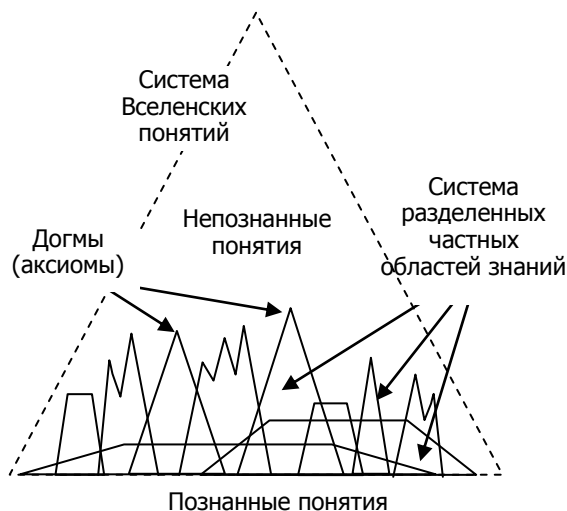 Система
Вселенских
понятий
Непознанные
понятия
Догмы
(аксиомы)
Система
разделенных
частных
областей знаний
Познанные понятия